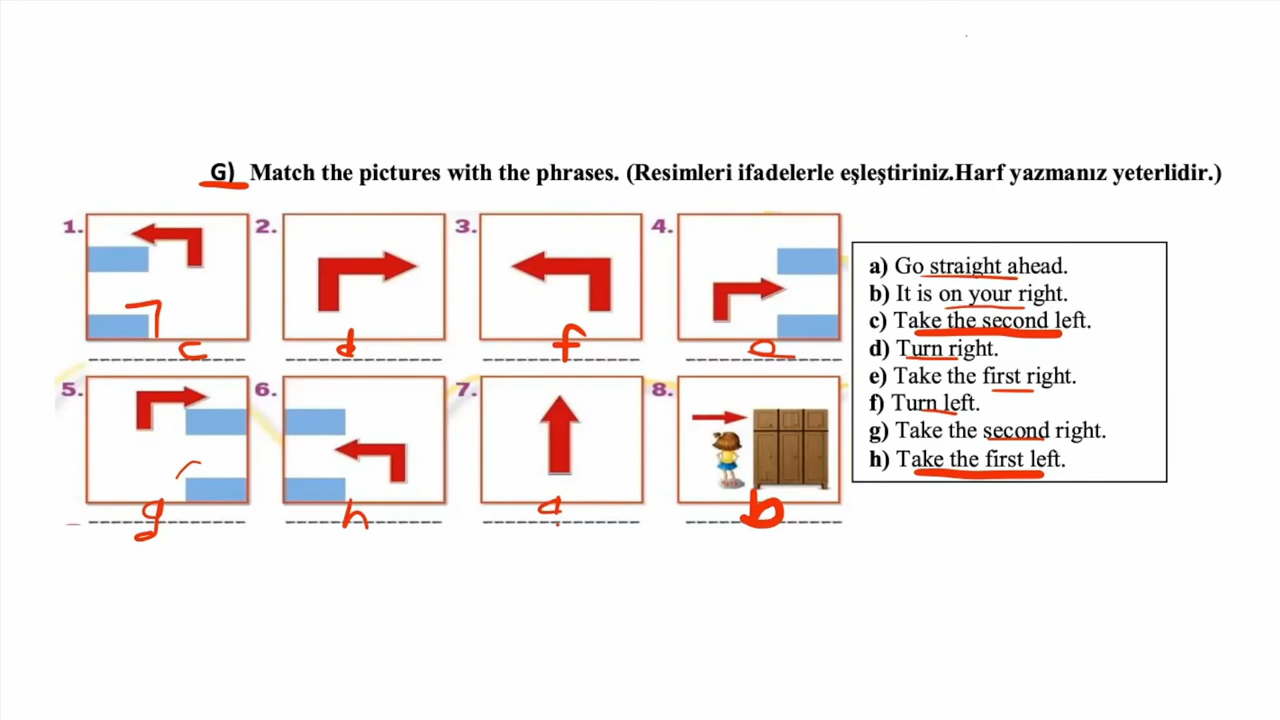 G) Match the pictures with the phrases. (Resimleri ifadelerle eşleştiriniz.Harf yazmanız yeterlidir.)
1. 2. 3. 4.
c d f e
5. 6. 7. 8.
g h a b
a) Go straight ahead.
b) It is on your right.
c) Take the second left.
d) Turn right.
e) Take the first right.
f) Turn left.
g) Take the second right.
h) Take the first left.